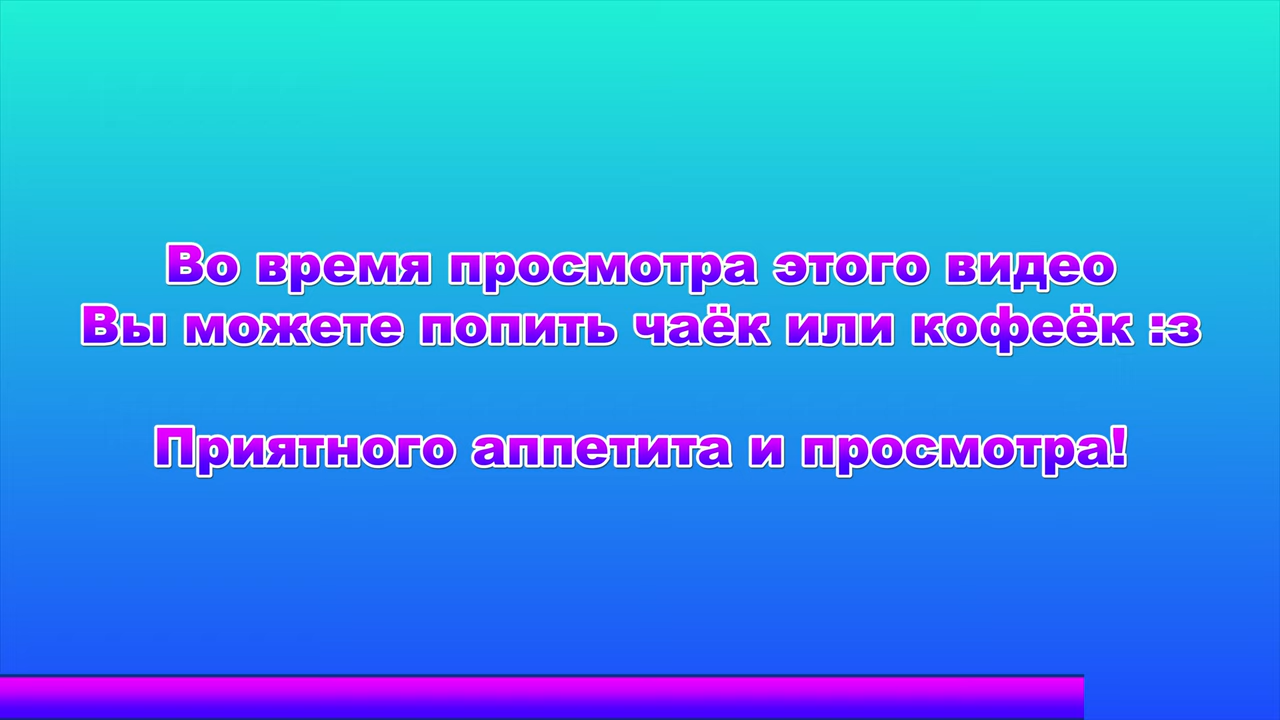 Во время просмотра этого видео
Вы можете попить чаёк или кофеёк :з
Приятного аппетита и просмотра!